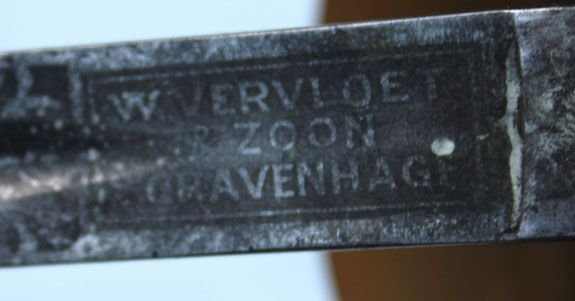 W. VERVLOET
& ZOON
S GRAVENHAGE